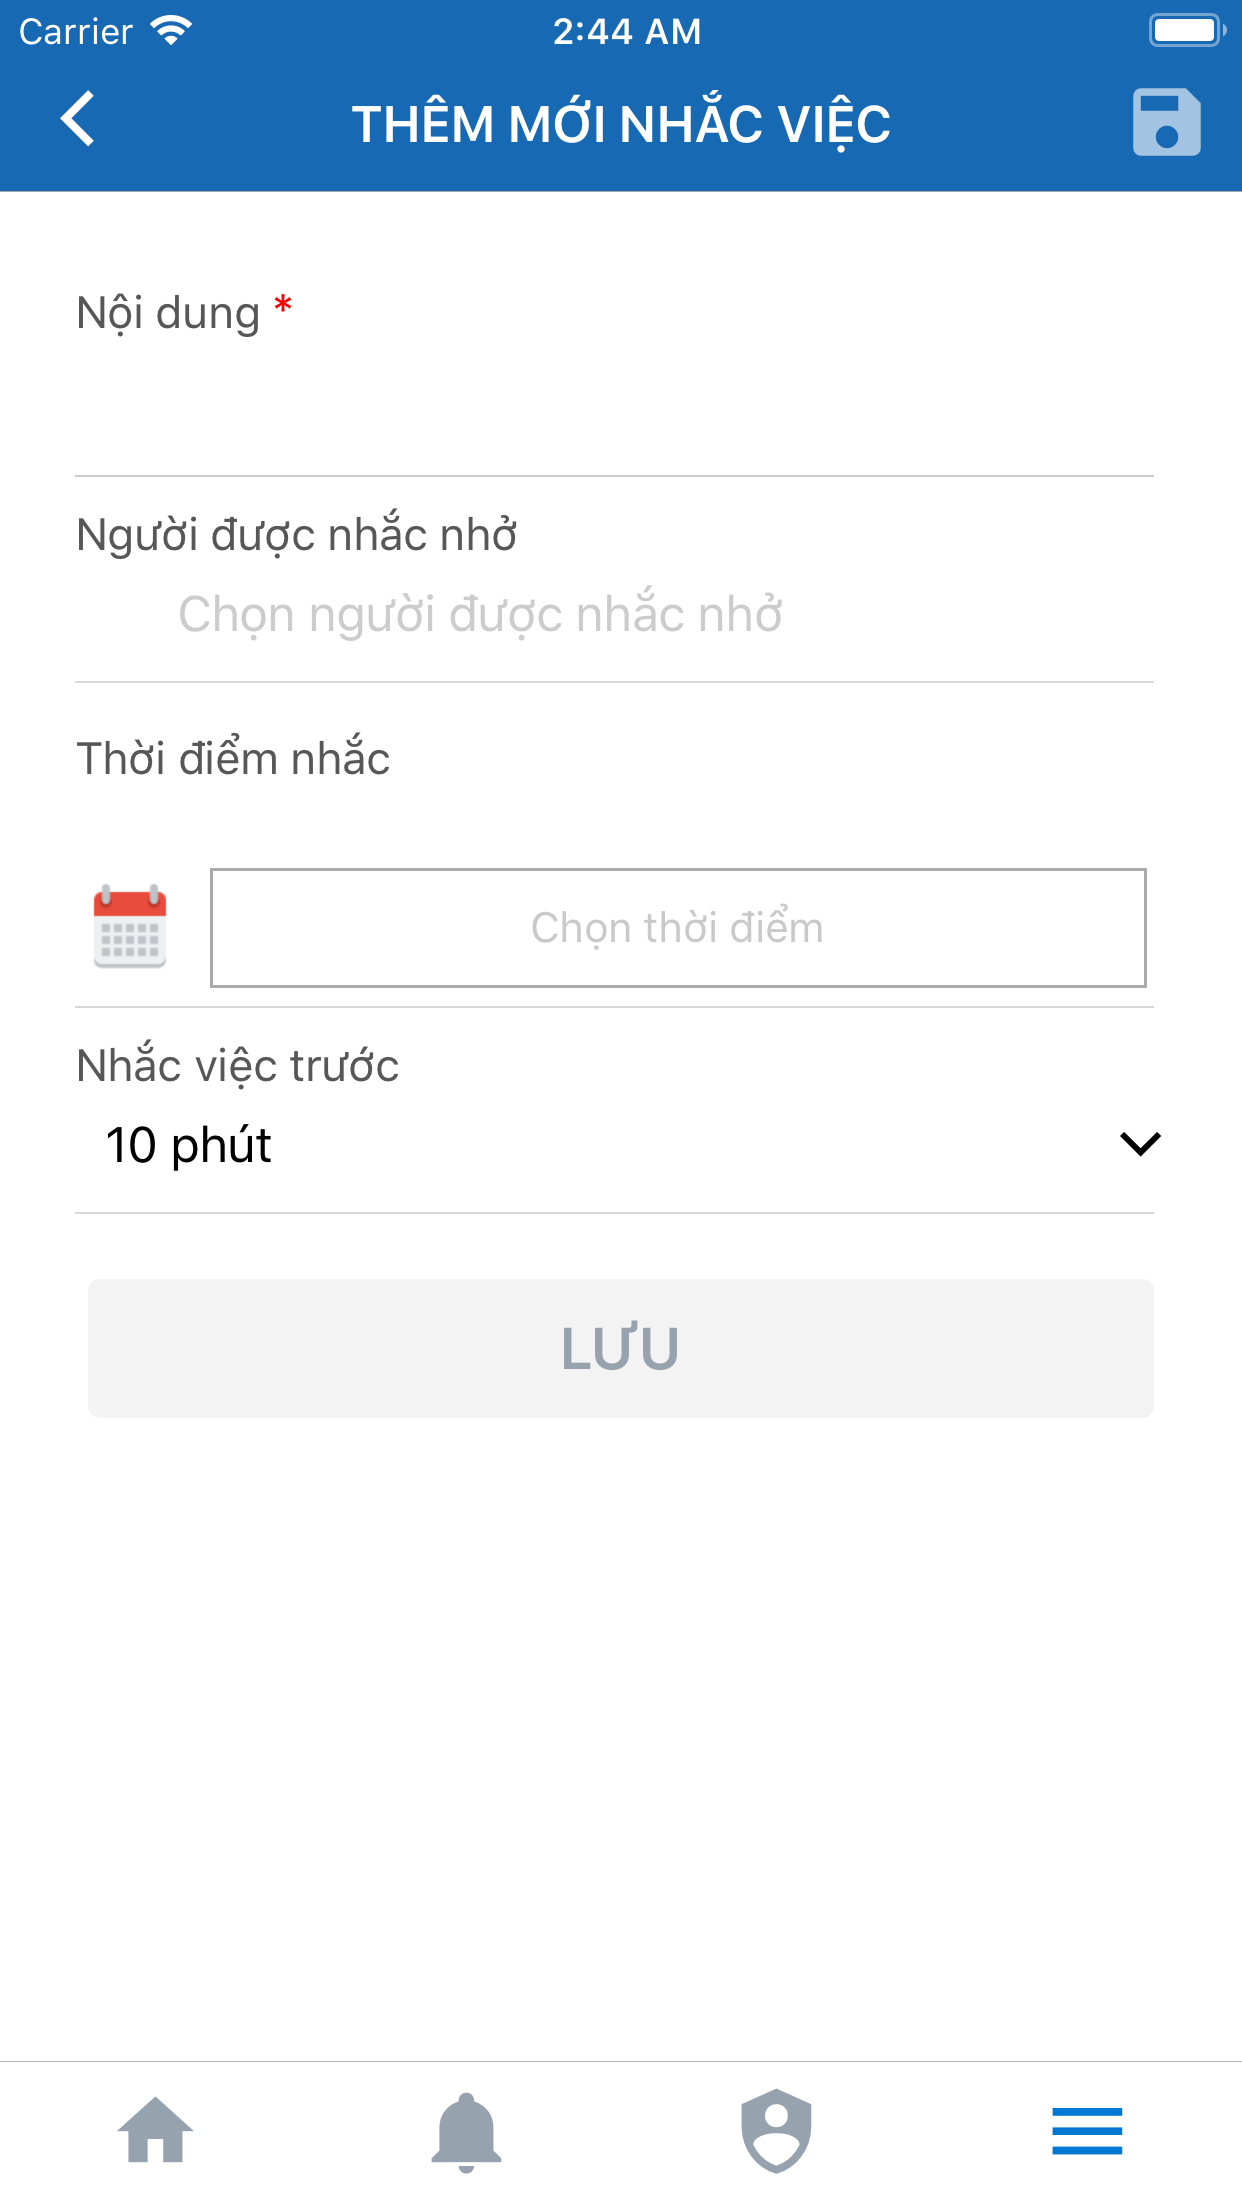 Carrier 2:44 AM
THÊM MỚI NHẮC VIỆC
Nội dung *
Người được nhắc nhở
Chọn người được nhắc nhở
Thời điểm nhắc
Chọn thời điểm
Nhắc việc trước
10 phút
LƯU